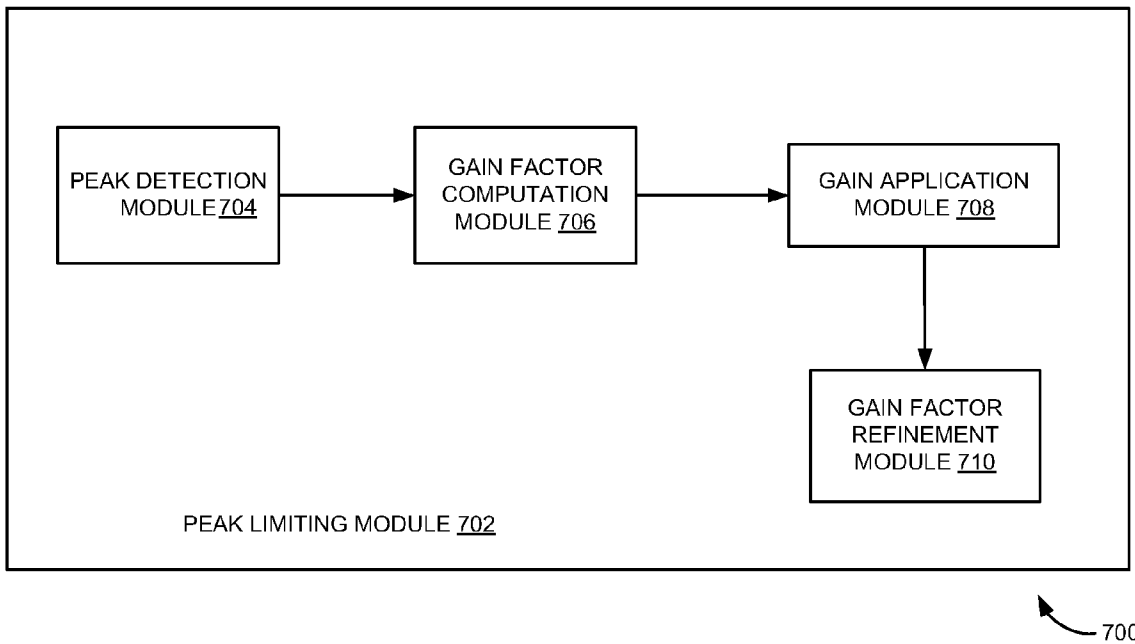 PEAK DETECTION
MODULE 704
GAIN FACTOR
COMPUTATION
MODULE 706
GAIN APPLICATION
MODULE 708
GAIN FACTOR
REFINEMENT
MODULE 710
PEAK LIMITING MODULE 702
700